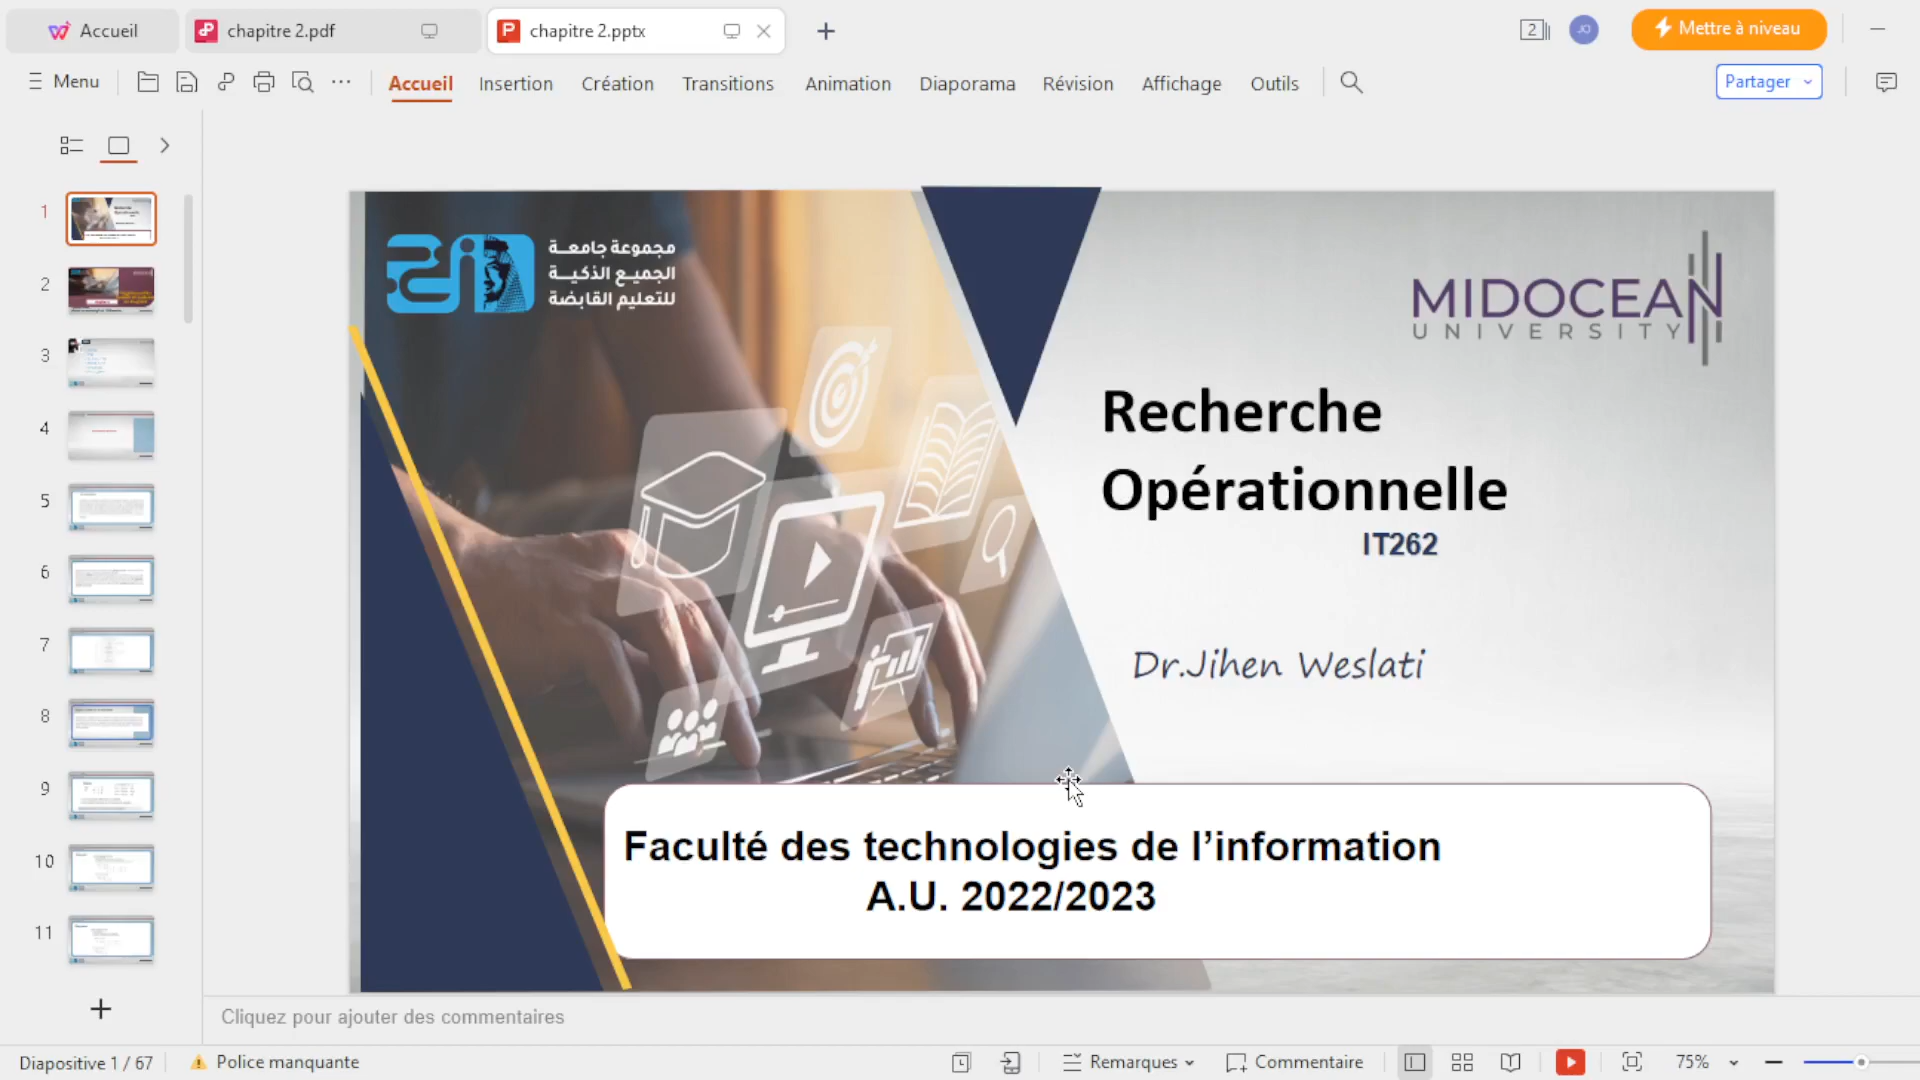 Accueil
chapitre 2.pdf
chapitre 2.pptx
2
JO
Mettre à niveau
Menu
Accueil
Insertion
Création
Transitions
Animation
Diaporama
Révision
Affichage
Outils
Partager
1
2
3
4
5
6
7
8
9
10
11
مجموعة جامعة
الجميع الذكية
للتعليم القابضة
MIDOCEAN
UNIVERSITY
Recherche
Opérationnelle
IT262
Dr.Jihen Weslati
Faculté des technologies de l’information
A.U. 2022/2023
Cliquez pour ajouter des commentaires
Diapositive 1 / 67
Police manquante
Remarques
Commentaire
75%